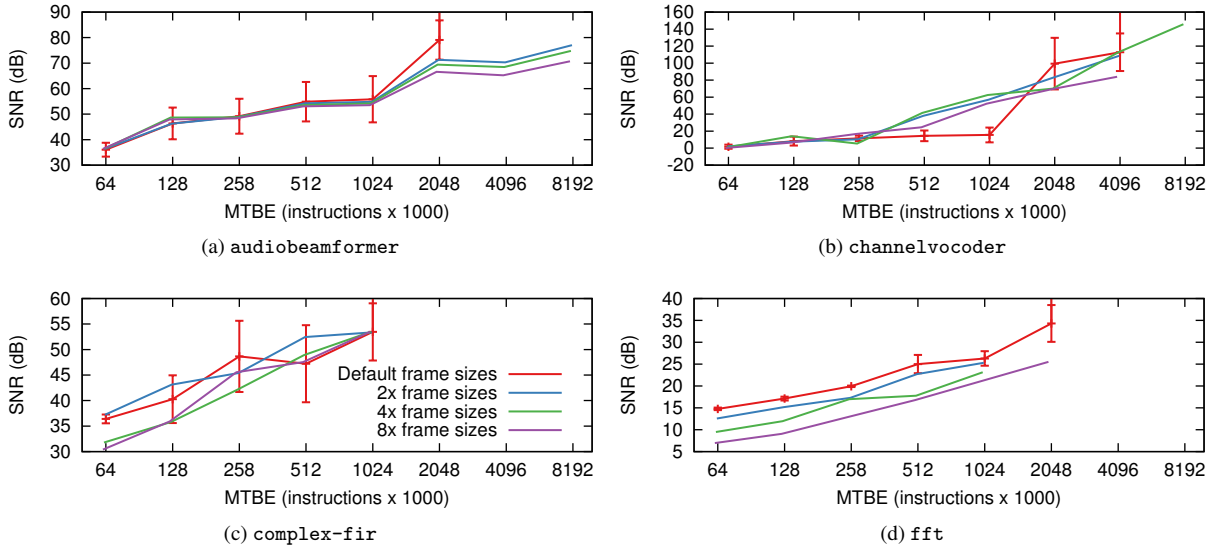 90
80
70
60
50
40
30
SNR (dB)
64 128 258 512 1024 2048 4096 8192
MTBE (instructions x 1000)
(a) audiobeamformer
160
140
120
100
80
60
40
20
0
-20
SNR (dB)
64 128 258 512 1024 2048 4096 8192
MTBE (instructions x 1000)
(b) channelvocoder
60
55
50
45
40
35
30
SNR (dB)
Default frame sizes
2x frame sizes
4x frame sizes
8x frame sizes
64 128 258 512 1024 2048 4096 8192
MTBE (instructions x 1000)
(c) complex-fir
40
35
30
25
20
15
10
5
SNR (dB)
64 128 258 512 1024 2048 4096 8192
MTBE (instructions x 1000)
(d) fft